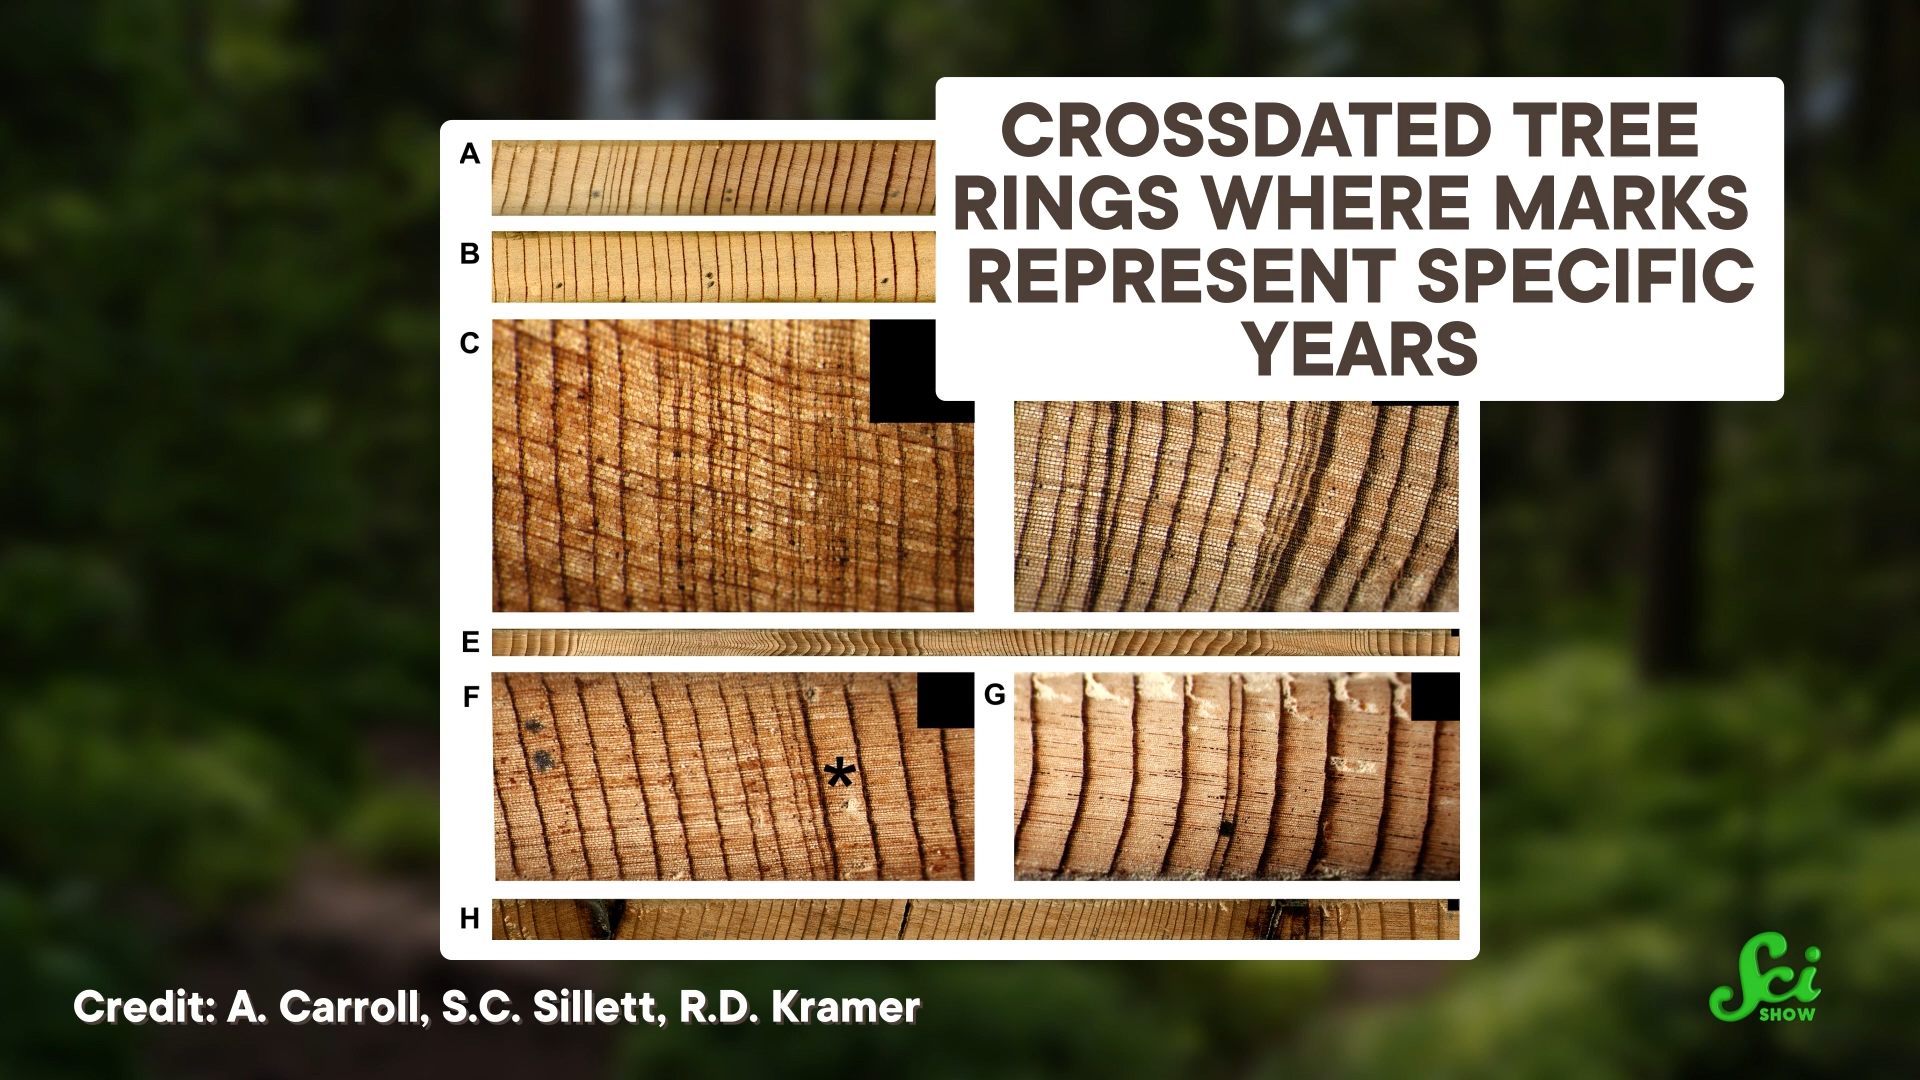 CROSSDATED TREE
RINGS WHERE MARKS
REPRESENT SPECIFIC
YEARS
A
B
C
E
F
*
G
H
Credit: A. Carroll, S.C. Sillett, R.D. Kramer
Sci
SHOW